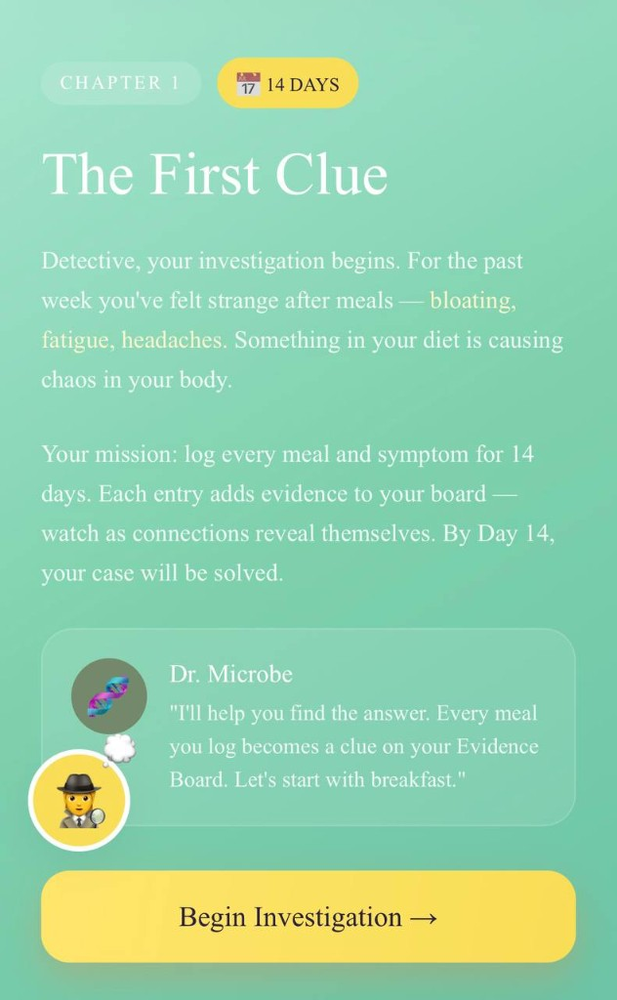 CHAPTER 1
17 14 DAYS
The First Clue
Detective, your investigation begins. For the past
week you've felt strange after meals — bloating,
fatigue, headaches. Something in your diet is causing
chaos in your body.
Your mission: log every meal and symptom for 14
days. Each entry adds evidence to your board —
watch as connections reveal themselves. By Day 14,
your case will be solved.
Dr. Microbe
"I'll help you find the answer. Every meal
you log becomes a clue on your Evidence
Board. Let's start with breakfast."
Begin Investigation →